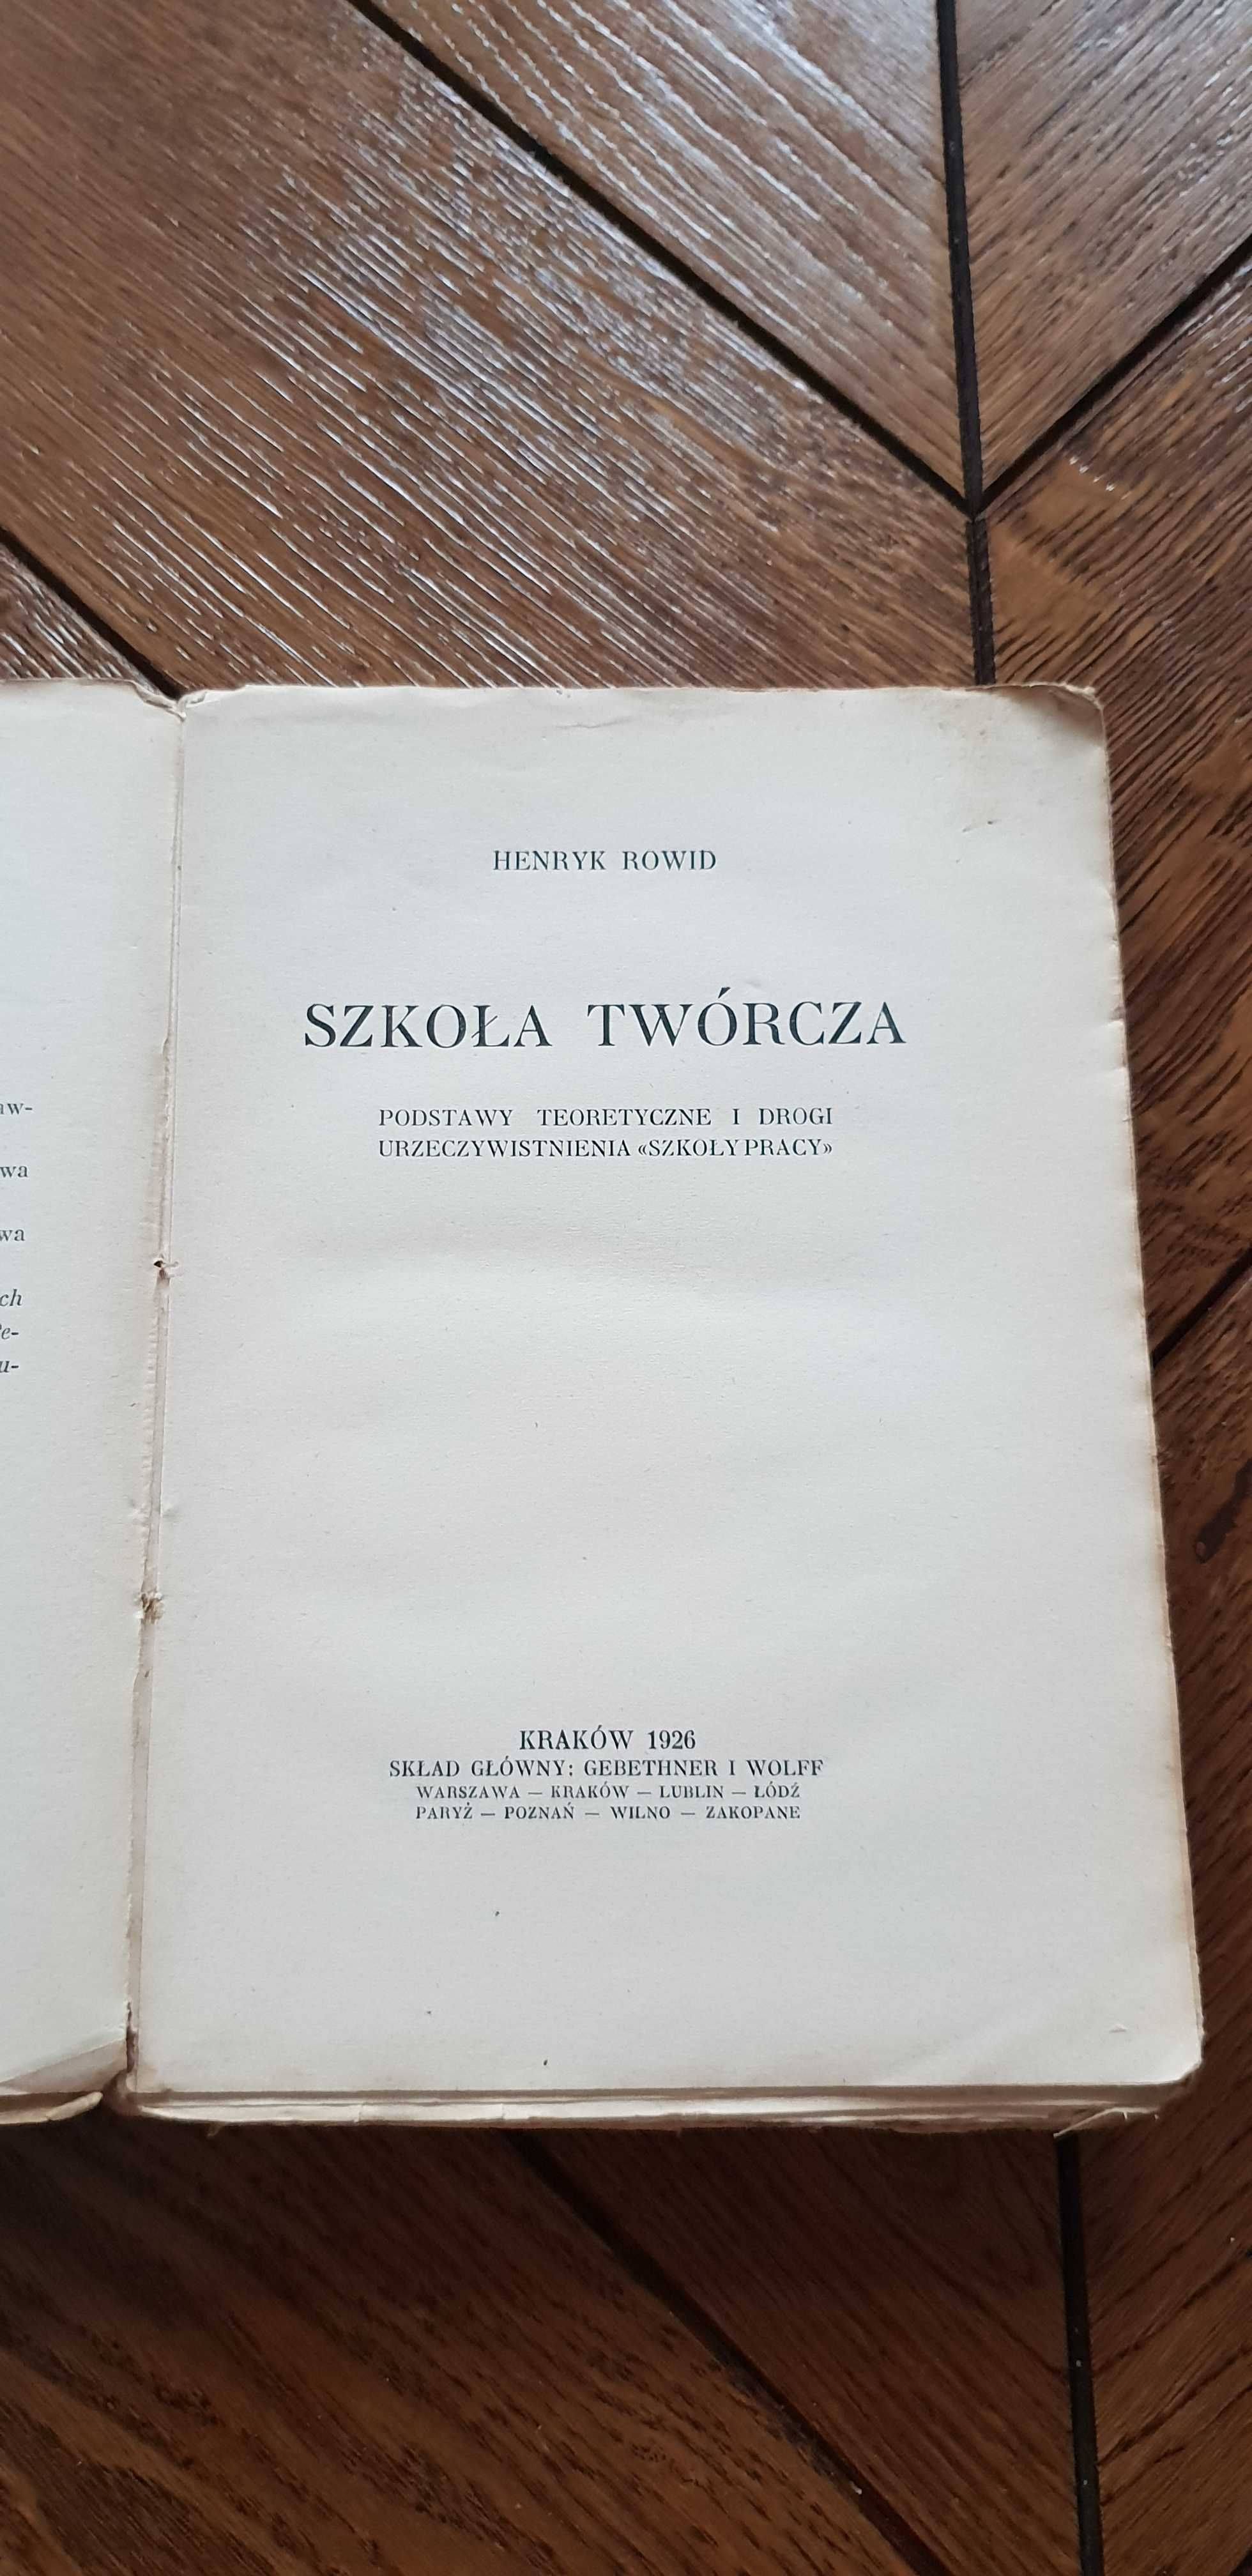 HENRYK ROWID
SZKOŁA TWÓRCZA
PODSTAWY TEORETYCZNE I DROGI
URZECZYWISTNIENIA «SZKOŁY PRACY»
KRAKÓW 1926
SKŁAD GŁÓWNY: GEBETHNER I WOLFF
WARSZAWA — KRAKÓW — LUBLIN — ŁÓDŹ
PARYŻ — POZNAŃ — WILNO — ZAKOPANE